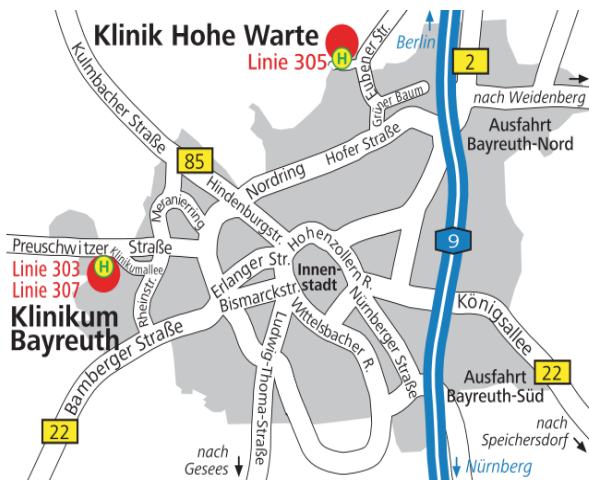 Klinik Hohe Warte
Linie 305
H
Eubener Str.
Berlin
2
Grüner Baum
nach Weidenberg
Ausfahrt
Bayreuth-Nord
Kulmbacher Straße
85
Nordring
Hofer Straße
Hindenburgstr.
Meranierring
Preuschwitzer Straße
Klinikumallee
H
Linie 303
Linie 307
Klinikum
Bayreuth
Rheinstr.
Erlanger Str.
Hohenzollern R.
Innen-
stadt
Bismarckstr.
9
Königsallee
Wittelsbacher R.
Nürnberger Straße
Ludwig-Thoma-Straße
Bamberger Straße
22
Ausfahrt
Bayreuth-Süd
22
nach
Speichersdorf
nach
Gesees
Nürnberg